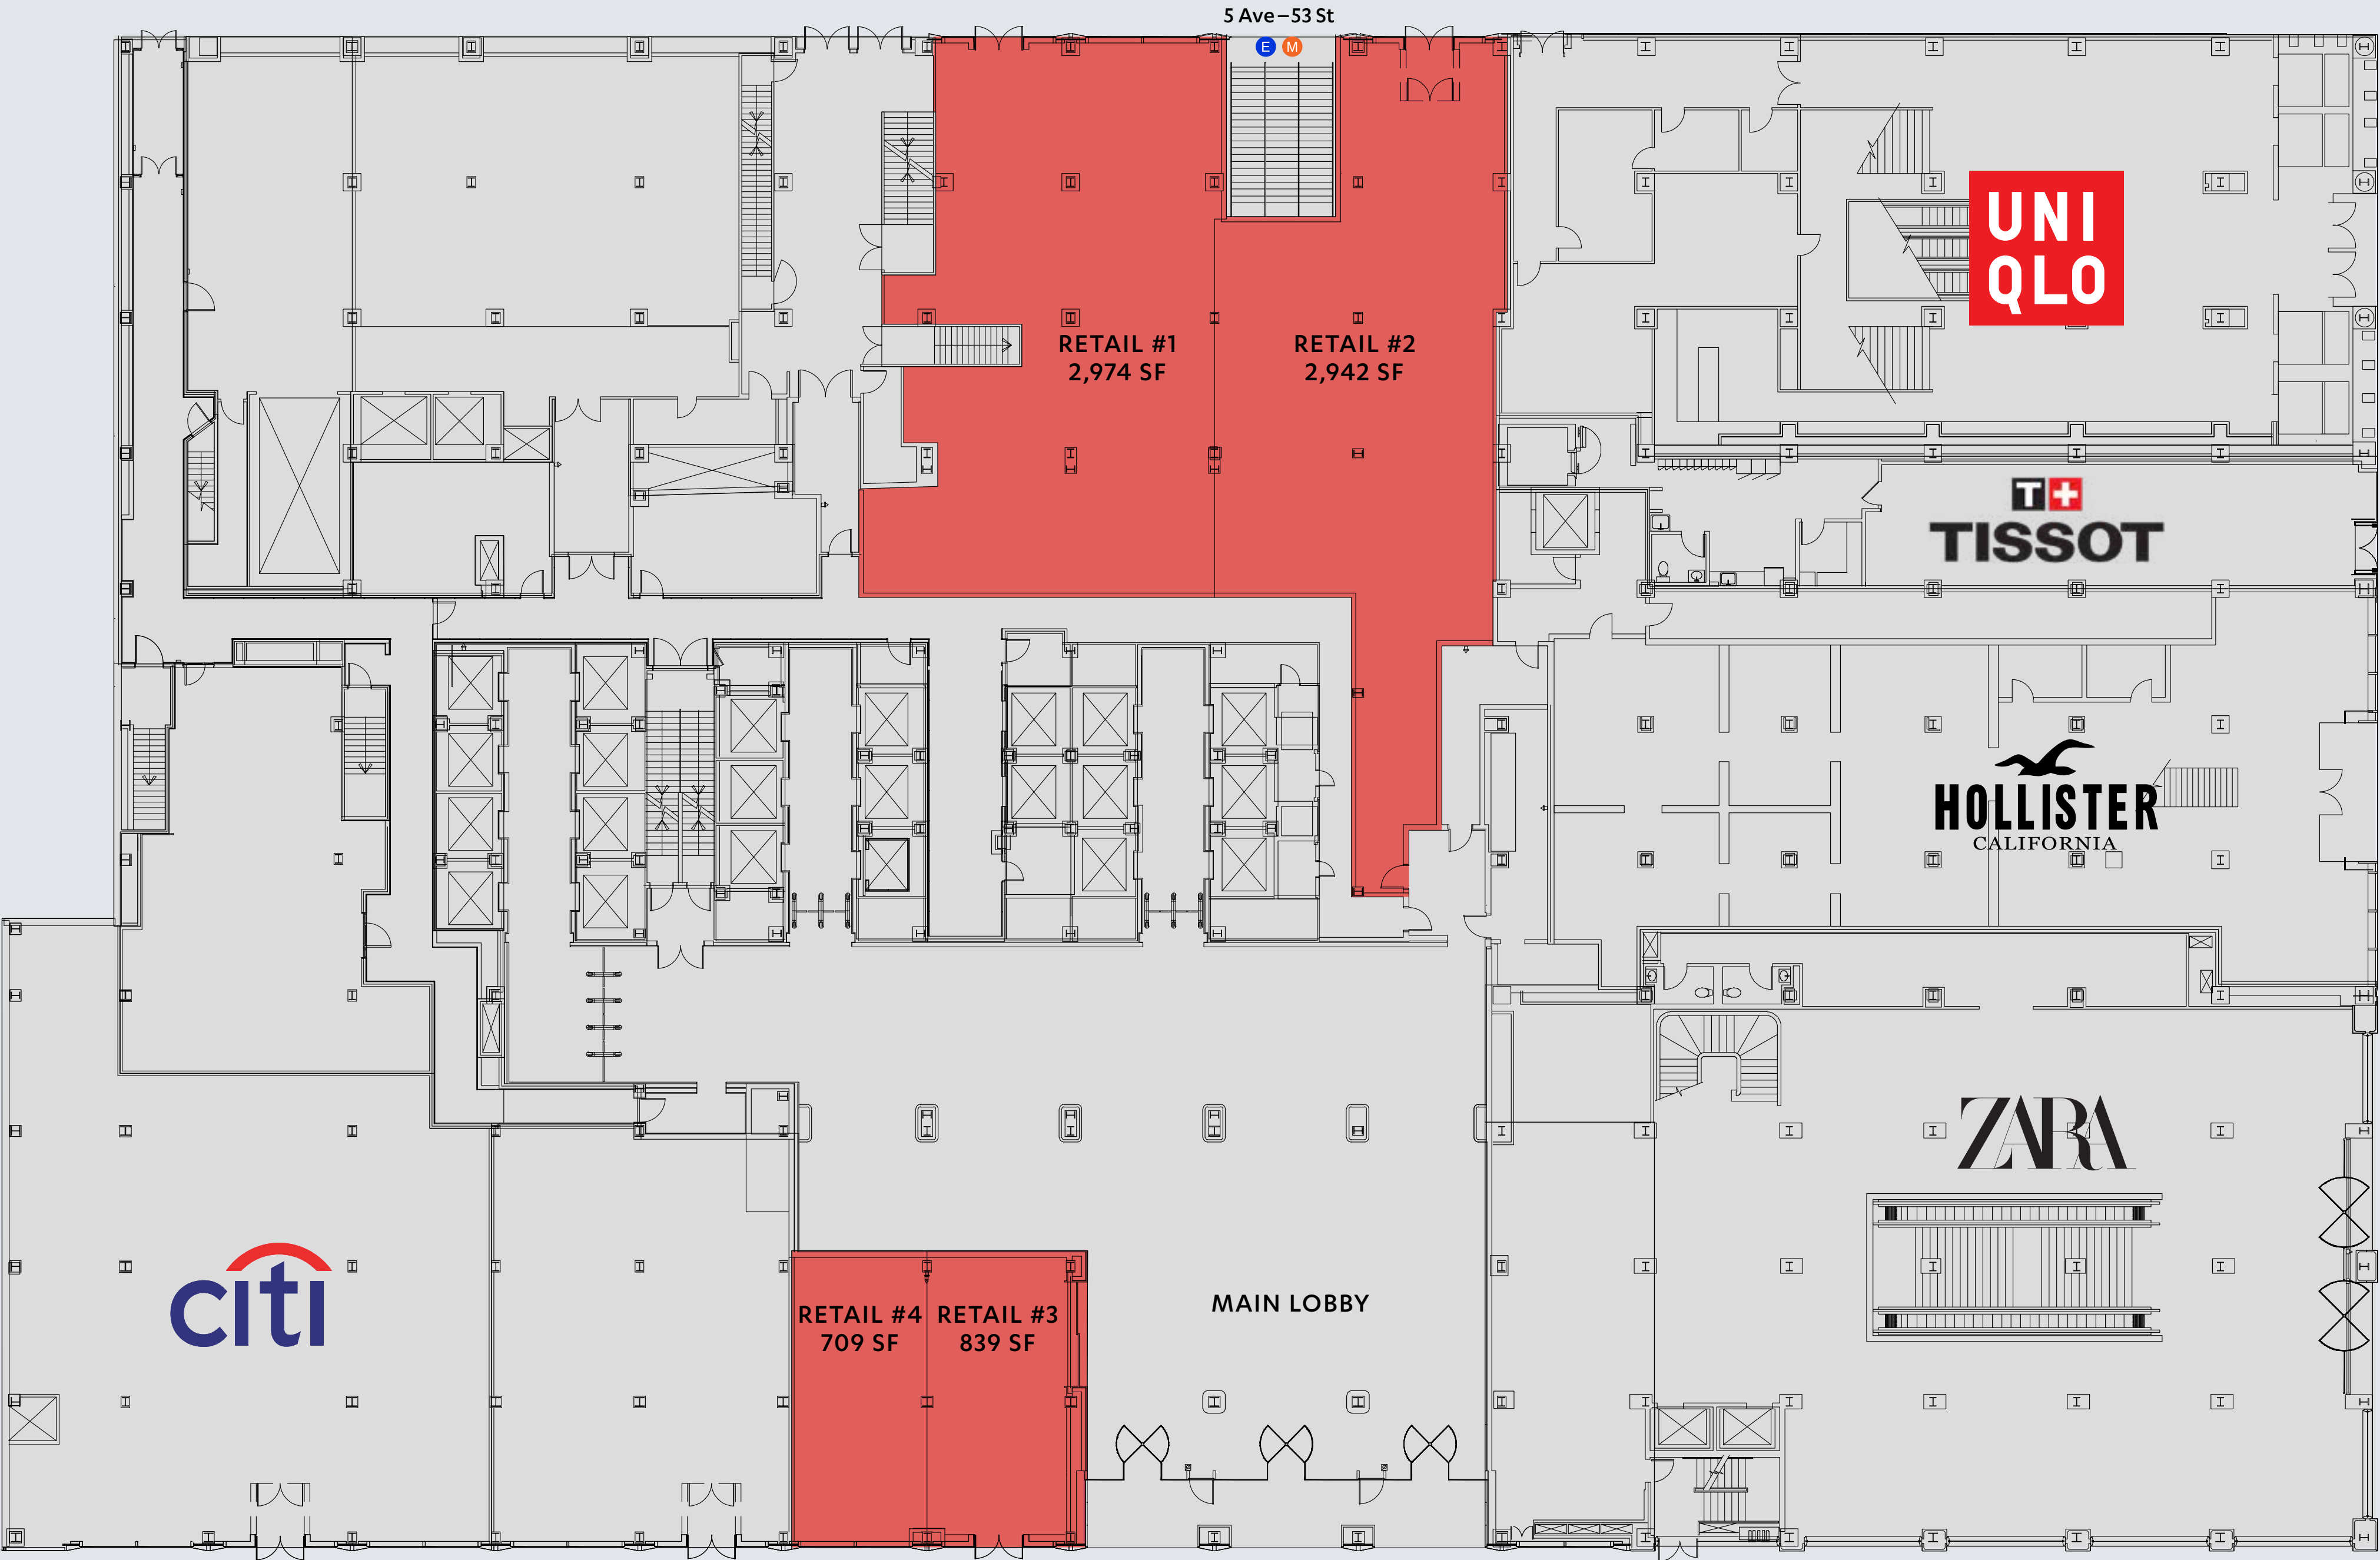 5 Ave–53 St
E M
UNI
QLO
RETAIL #1
2,974 SF
RETAIL #2
2,942 SF
T+
TISSOT
HOLLISTER
CALIFORNIA
ZARA
citi
RETAIL #4
709 SF
RETAIL #3
839 SF
MAIN LOBBY